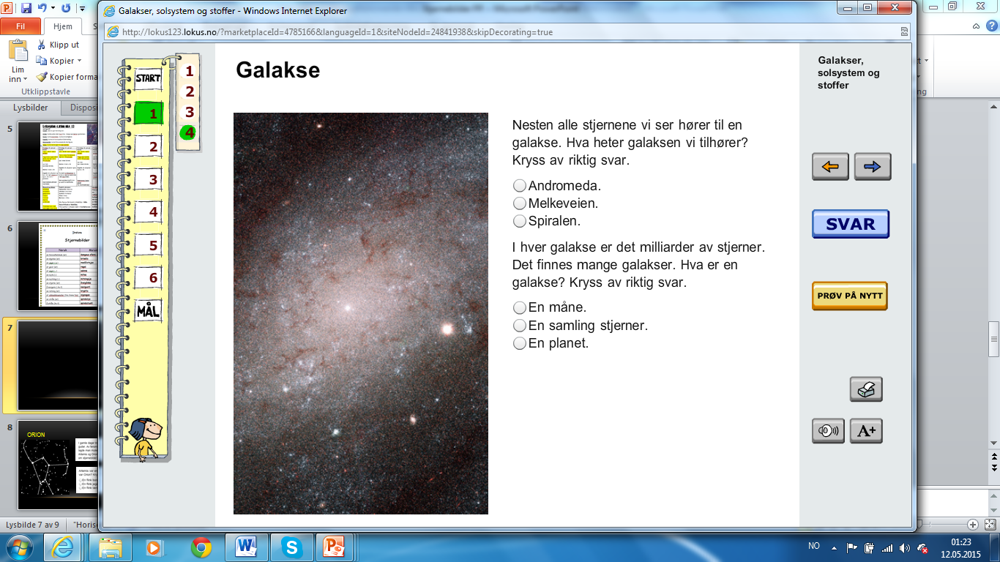 Galakser, solsystem og stoffer - Windows Internet Explorer
http://lokus123.lokus.no/?marketplaceId=4785166&languageId=1&siteNodeId=24841938&skipDecorating=true
Fil
Hjem
S
Klipp ut
Kopier
Kopier forma
Lim
inn
Utklippstavle
Lysbilder
Disposi
5
6
Stjernebilder
7
8
ORION
START
1
2
3
4
5
6
MÅL
1
2
3
4
Galakse
Nesten alle stjernene vi ser hører til en
galakse. Hva heter galaksen vi tilhører?
Kryss av riktig svar.
Andromeda.
Melkeveien.
Spiralen.
I hver galakse er det milliarder av stjerner.
Det finnes mange galakser. Hva er en
galakse? Kryss av riktig svar.
En måne.
En samling stjerner.
En planet.
Galakser,
solsystem og
stoffer
SVAR
PRØV PÅ NYTT
A+
Lysbilde 7 av 9
"Horis
NO
01:23
12.05.2015